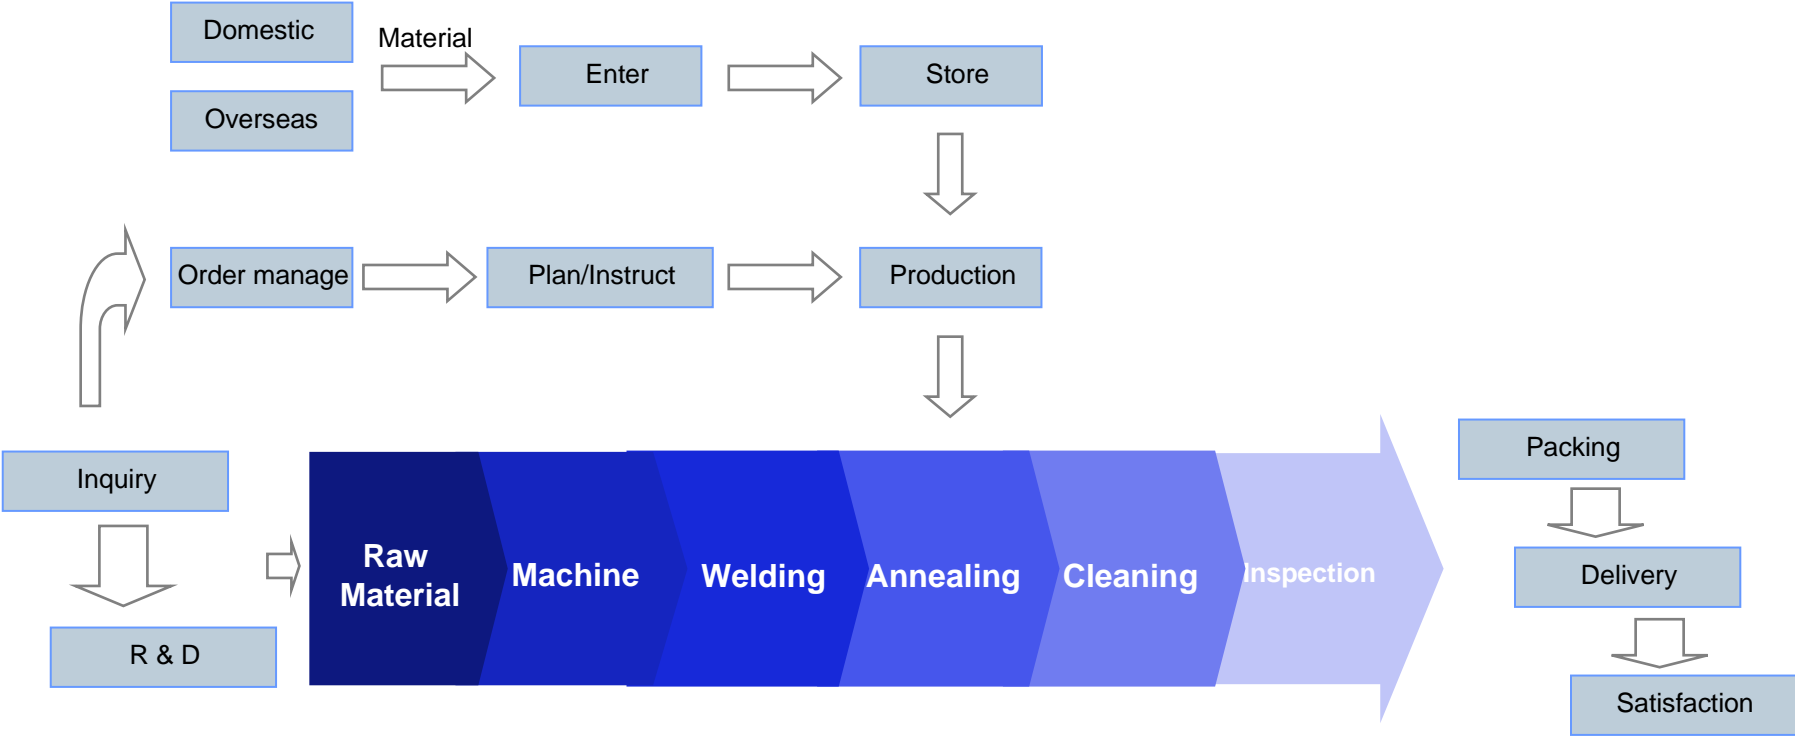 Domestic
Material
Enter
Store
Overseas
Order manage
Plan/Instruct
Production
Inquiry
R & D
Raw
Material
Machine
Welding
Annealing
Cleaning
Inspection
Packing
Delivery
Satisfaction